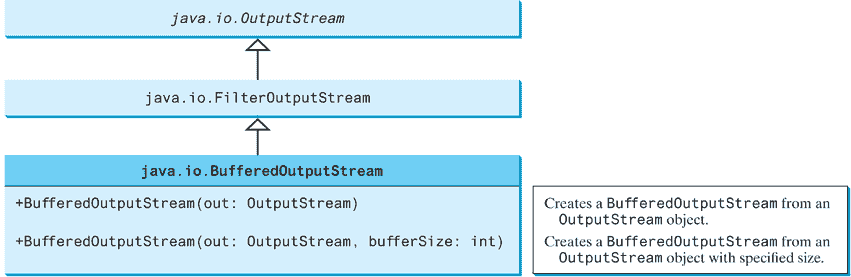 java.io.OutputStream
java.io.FilterOutputStream
java.io.BufferedOutputStream
+BufferedOutputStream(out: OutputStream)
+BufferedOutputStream(out: OutputStream, bufferSize: int)
Creates a BufferedOutputStream from an
OutputStream object.
Creates a BufferedOutputStream from an
OutputStream object with specified size.